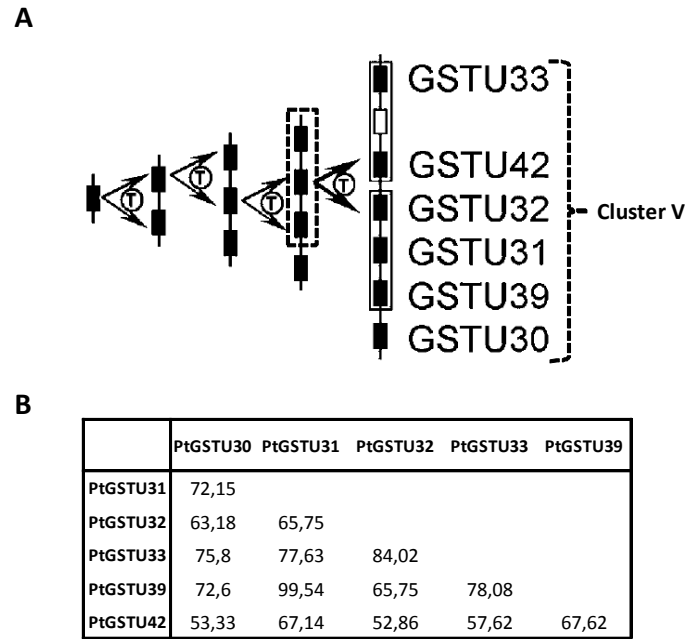 A
GSTU33
GSTU42
GSTU32
GSTU31
GSTU39
GSTU30
Cluster V
T
T
T
T
B
PtGSTU30 PtGSTU31 PtGSTU32 PtGSTU33 PtGSTU39
PtGSTU31 72,15
PtGSTU32 63,18 65,75
PtGSTU33 75,8 77,63 84,02
PtGSTU39 72,6 99,54 65,75 78,08
PtGSTU42 53,33 67,14 52,86 57,62 67,62